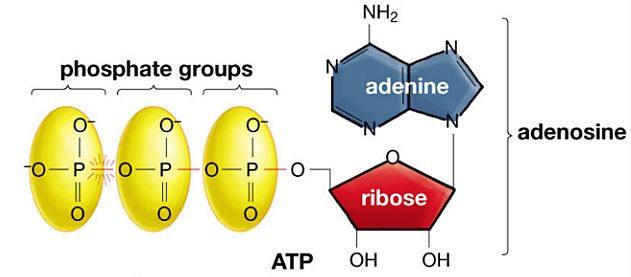 NH₂
N
N
adenine
N
N
phosphate groups
adenosine
O⁻ O⁻ O⁻
⁻O P O P O P O
O O O
O
ribose
ATP
OH OH